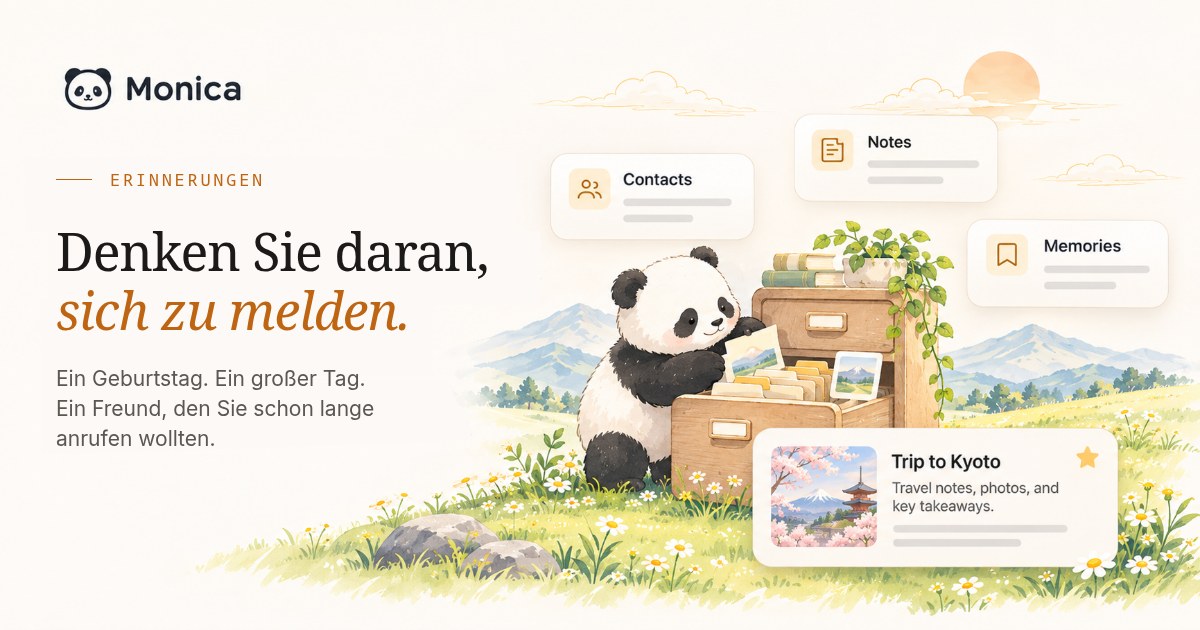 Monica
ERINNERUNGEN
Denken Sie daran,
sich zu melden.
Ein Geburtstag. Ein großer Tag.
Ein Freund, den Sie schon lange
anrufen wollten.
Contacts
Notes
Memories
Trip to Kyoto
Travel notes, photos, and
key takeaways.